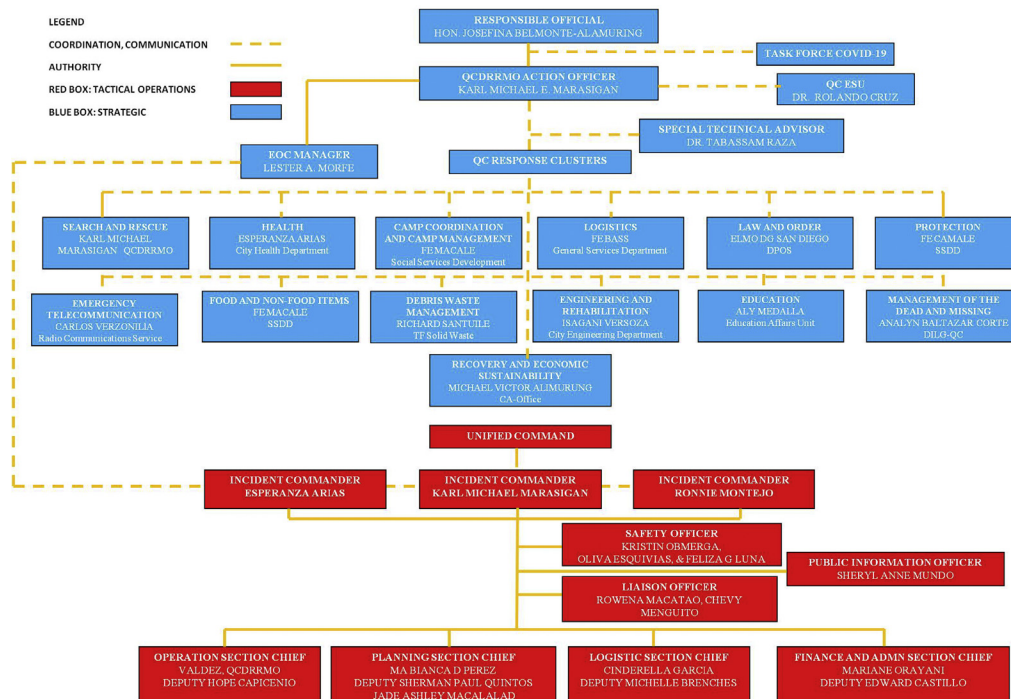 LEGEND
COORDINATION, COMMUNICATION
AUTHORITY
RED BOX: TACTICAL OPERATIONS
BLUE BOX: STRATEGIC
RESPONSIBLE OFFICIAL
HON. JOSEFINA BELMONTE-ALAMURING
TASK FORCE COVID-19
QCDRRMO ACTION OFFICER
KARL MICHAEL E. MARASIGAN
QC ESU
DR. ROLANDO CRUZ
SPECIAL TECHNICAL ADVISOR
DR. TABASSAM RAZA
EOC MANAGER
LESTER A. MORFE
QC RESPONSE CLUSTERS
SEARCH AND RESCUE
KARL MICHAEL
MARASIGAN QCDRRMO
HEALTH
ESPERANZA ARIAS
City Health Department
CAMP COORDINATION
AND CAMP MANAGEMENT
FE MACALE
Social Services Development
LOGISTICS
FE BASS
General Services Department
LAW AND ORDER
ELMO DG SAN DIEGO
DPOS
PROTECTION
FE CAMALE
SSDD
EMERGENCY
TELECOMMUNICATION
CARLOS VERZONILIA
Radio Communications Service
FOOD AND NON-FOOD ITEMS
FE MACALE
SSDD
DEBRIS WASTE
MANAGEMENT
RICHARD SANTUILE
TF Solid Waste
ENGINEERING AND
REHABILITATION
ISAGANI VERSOZA
City Engineering Department
EDUCATION
ALY MEDALLA
Education Affairs Unit
MANAGEMENT OF THE
DEAD AND MISSING
ANALYN BALTAZAR CORTE
DILG-QC
RECOVERY AND ECONOMIC
SUSTAINABILITY
MICHAEL VICTOR ALIMURUNG
CA-Office
UNIFIED COMMAND
INCIDENT COMMANDER
ESPERANZA ARIAS
INCIDENT COMMANDER
KARL MICHAEL MARASIGAN
INCIDENT COMMANDER
RONNIE MONTEJO
SAFETY OFFICER
KRISTIN OBMERGA,
OLIVA ESQUIVIAS, & FELIZA G LUNA
PUBLIC INFORMATION OFFICER
SHERYL ANNE MUNDO
LIAISON OFFICER
ROWENA MACATAO, CHEVY
MENGUITO
OPERATION SECTION CHIEF
VALDEZ, QCDRRMO
DEPUTY HOPE CAPICENIO
PLANNING SECTION CHIEF
MA BIANCA D PEREZ
DEPUTY SHERMAN PAUL QUINTOS
JADE ASHLEY MACALALAD
LOGISTIC SECTION CHIEF
CINDERELLA GARCIA
DEPUTY MICHELLE BRENCHES
FINANCE AND ADMN SECTION CHIEF
MARIANE ORAYANI
DEPUTY EDWARD CASTILLO